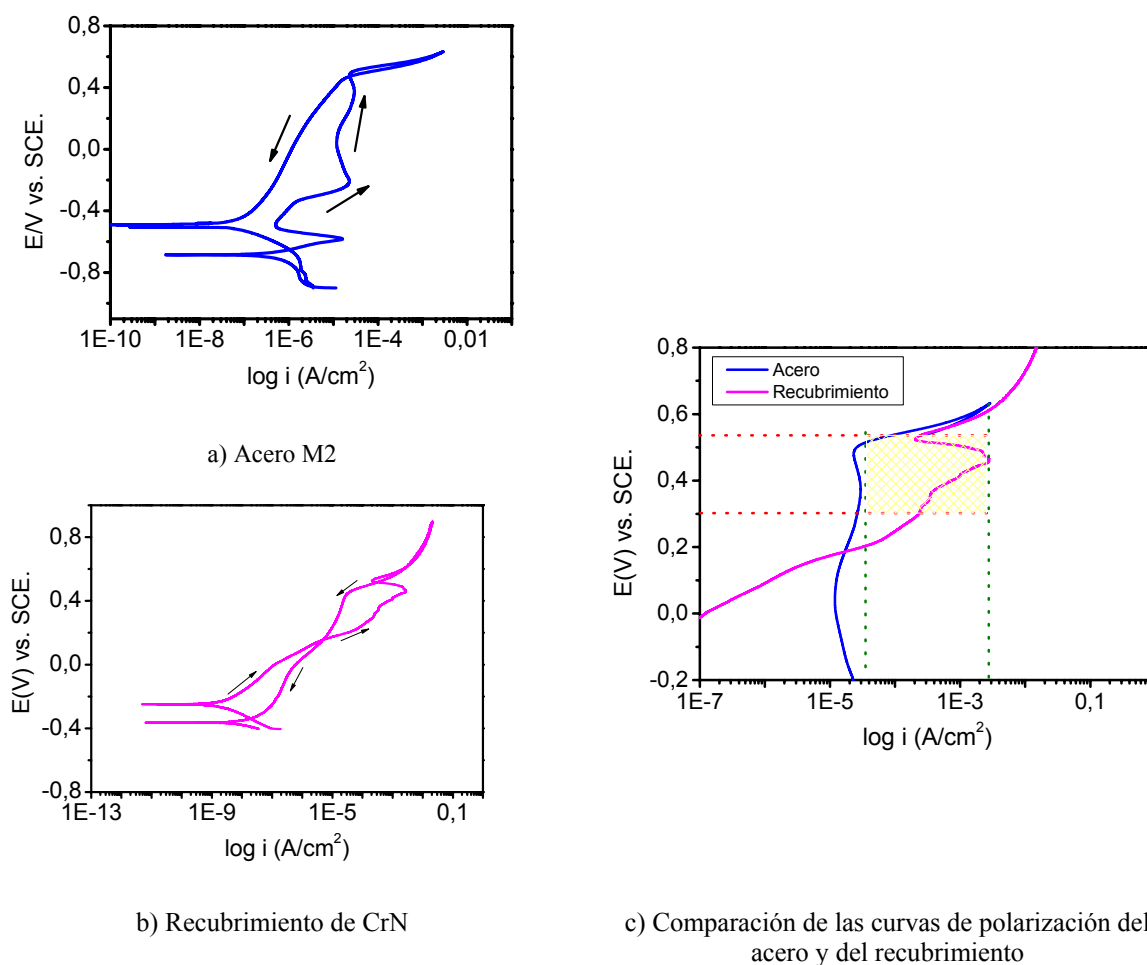 0,8
0,4
0,0
-0,4
-0,8
E/V vs. SCE.
1E-10 1E-8 1E-6 1E-4 0,01
log i (A/cm²)
a) Acero M2
0,8
0,4
0,0
-0,4
-0,8
E(V) vs. SCE.
1E-13 1E-9 1E-5 0,1
log i (A/cm²)
b) Recubrimiento de CrN
0,8
0,6
0,4
0,2
0,0
-0,2
E(V) vs. SCE.
Acero
Recubrimiento
1E-7 1E-5 1E-3 0,1
log i (A/cm²)
c) Comparación de las curvas de polarización del
acero y del recubrimiento